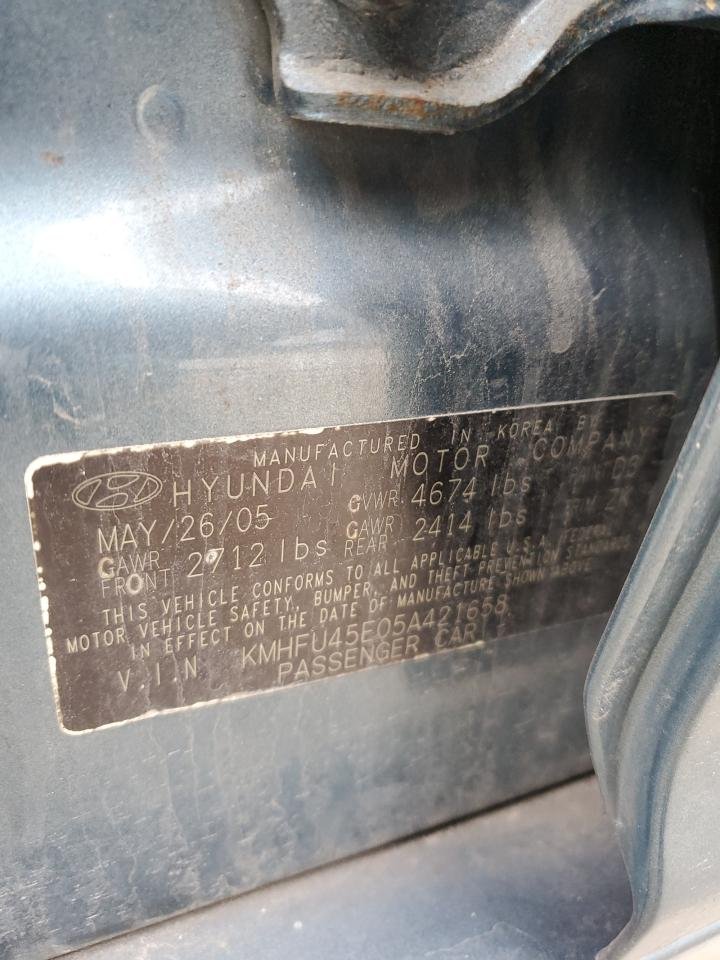 MANUFACTURED IN KOREA BY
HYUNDAI MOTOR COMPANY
MAY/26/05 GVWR 4674 lbs D3
GAWR FRONT 2712 lbs GAWR REAR 2414 lbs ZK
THIS VEHICLE CONFORMS TO ALL APPLICABLE U.S.A. FEDERAL
MOTOR VEHICLE SAFETY, BUMPER, AND THEFT PREVENTION STANDARDS
IN EFFECT ON THE DATE OF MANUFACTURE SHOWN ABOVE
V.I.N KMHFU45E05A421658
PASSENGER CAR